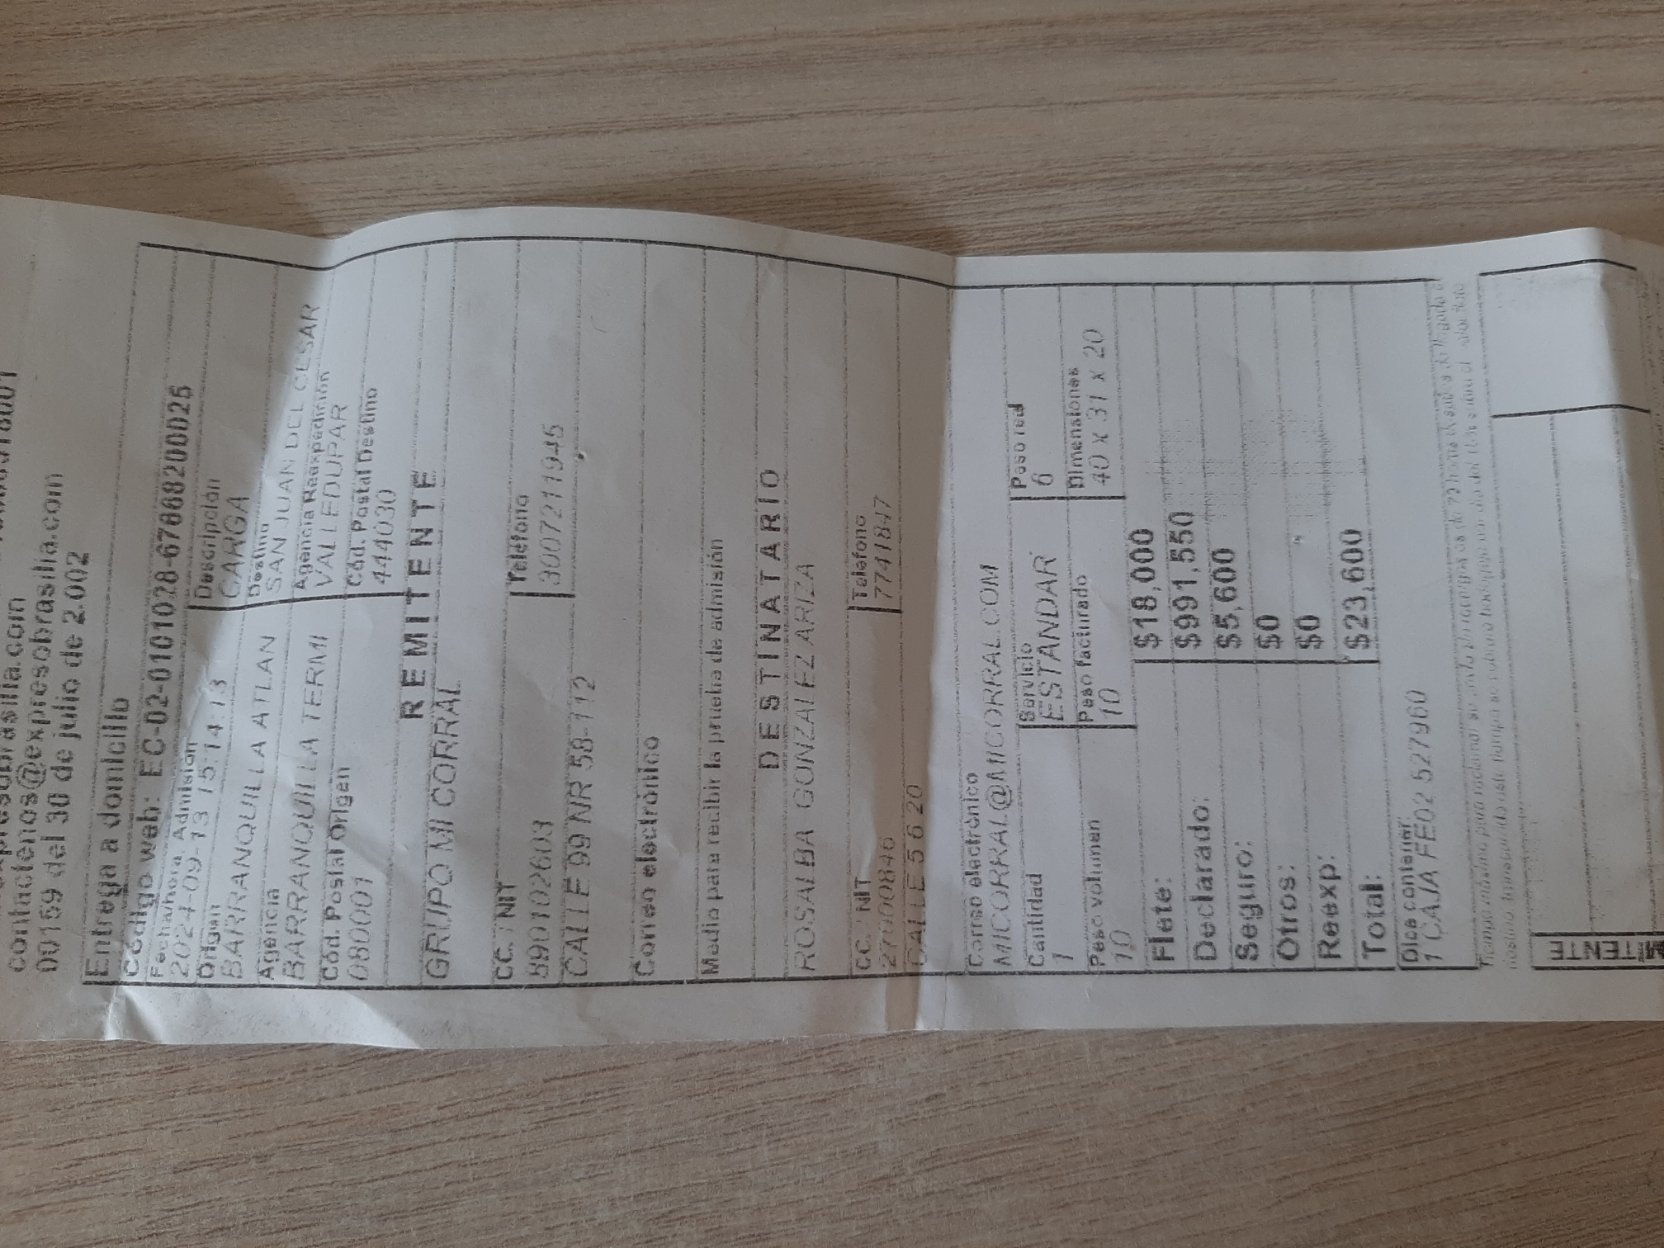 contactenos@expresobrasilia.com
00159 del 30 de julio de 2.002
Entrega a domicilio
Código web: EC-02-0101028-67868200025
Fecha/hora Admisión Descripción
2024-09-13 15:14:13 CARGA
Origen Destino
BARRANQUILLA ATLAN SAN JUAN DEL CESAR
Agencia Agencia Reexpedición
BARRANQUILLA TERMI VALLEDUPAR
Cód. Postal Origen Cód. Postal Destino
080001 444030
REMITENTE
GRUPO MI CORRAL
CC. / NIT Teléfono
890102603 3007211945
CALLE 99 NR 58-112
Correo electrónico
Medio para recibir la prueba de admisión
DESTINATARIO
ROSALBA GONZALEZ ARIZA
CC. / NIT Teléfono
27000846 7741847
CALLE 5 6 20
Correo electrónico
MICORRAL@MICORRAL.COM
Cantidad Servicio Peso real
1 ESTANDAR 6
Peso volumen Peso facturado Dimensiones
10 10 40 x 31 x 20
Flete: $18,000
Declarado: $991,550
Seguro: $5,600
Otros: $0
Reexp: $0
Total: $23,600
Dice contener:
1 CAJA FE02 527960